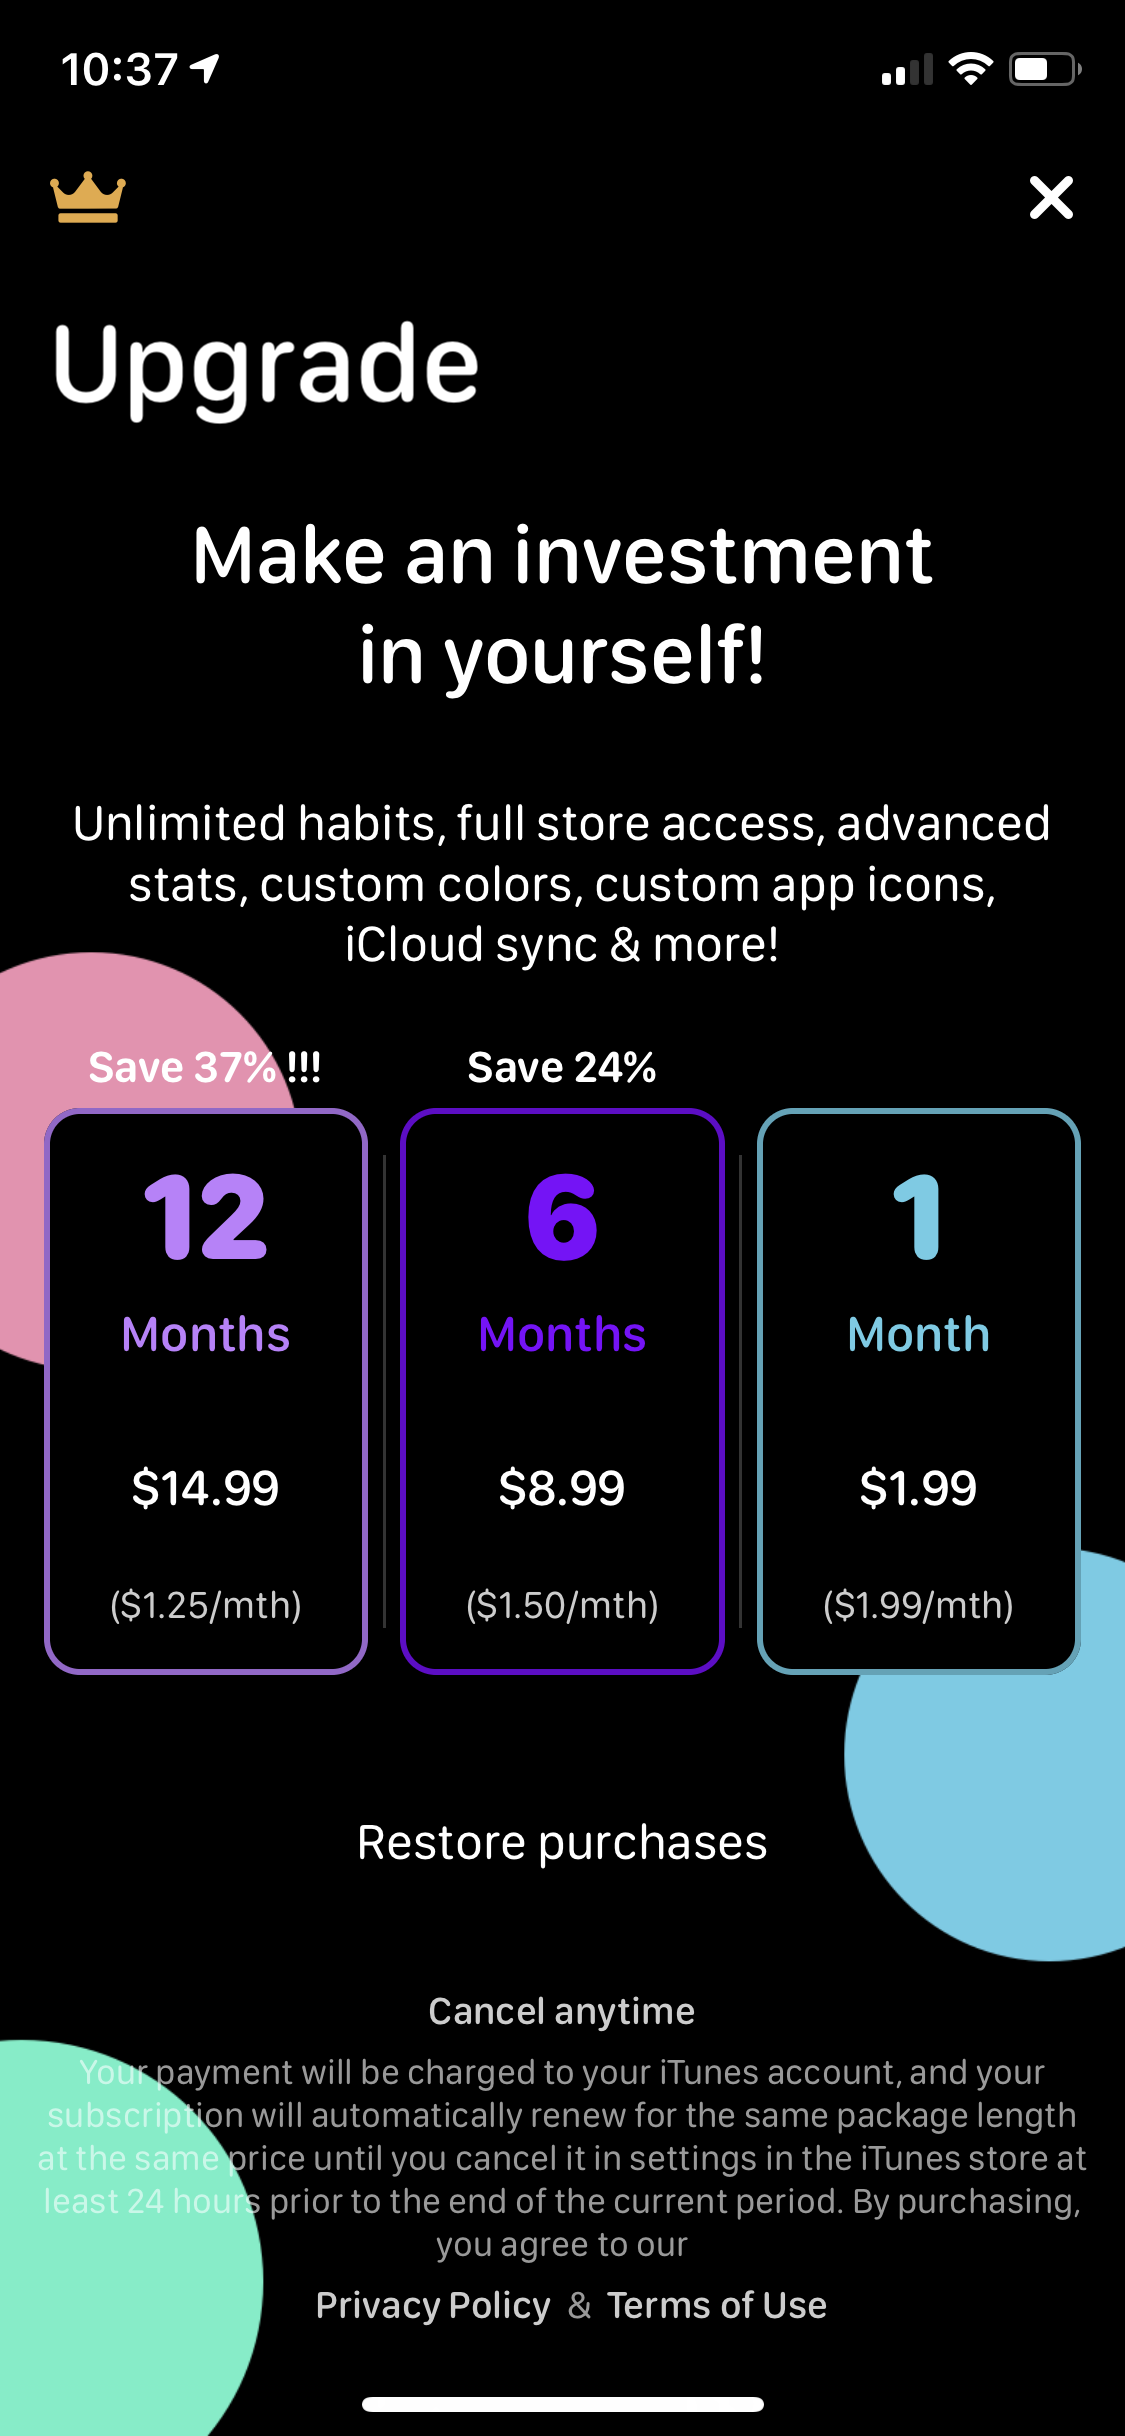 10:37
Upgrade
Make an investment
in yourself!
Unlimited habits, full store access, advanced
stats, custom colors, custom app icons,
iCloud sync & more!
Save 37% !!!
12
Months
$14.99
($1.25/mth)
Save 24%
6
Months
$8.99
($1.50/mth)
1
Month
$1.99
($1.99/mth)
Restore purchases
Cancel anytime
Your payment will be charged to your iTunes account, and your
subscription will automatically renew for the same package length
at the same price until you cancel it in settings in the iTunes store at
least 24 hours prior to the end of the current period. By purchasing,
you agree to our
Privacy Policy & Terms of Use